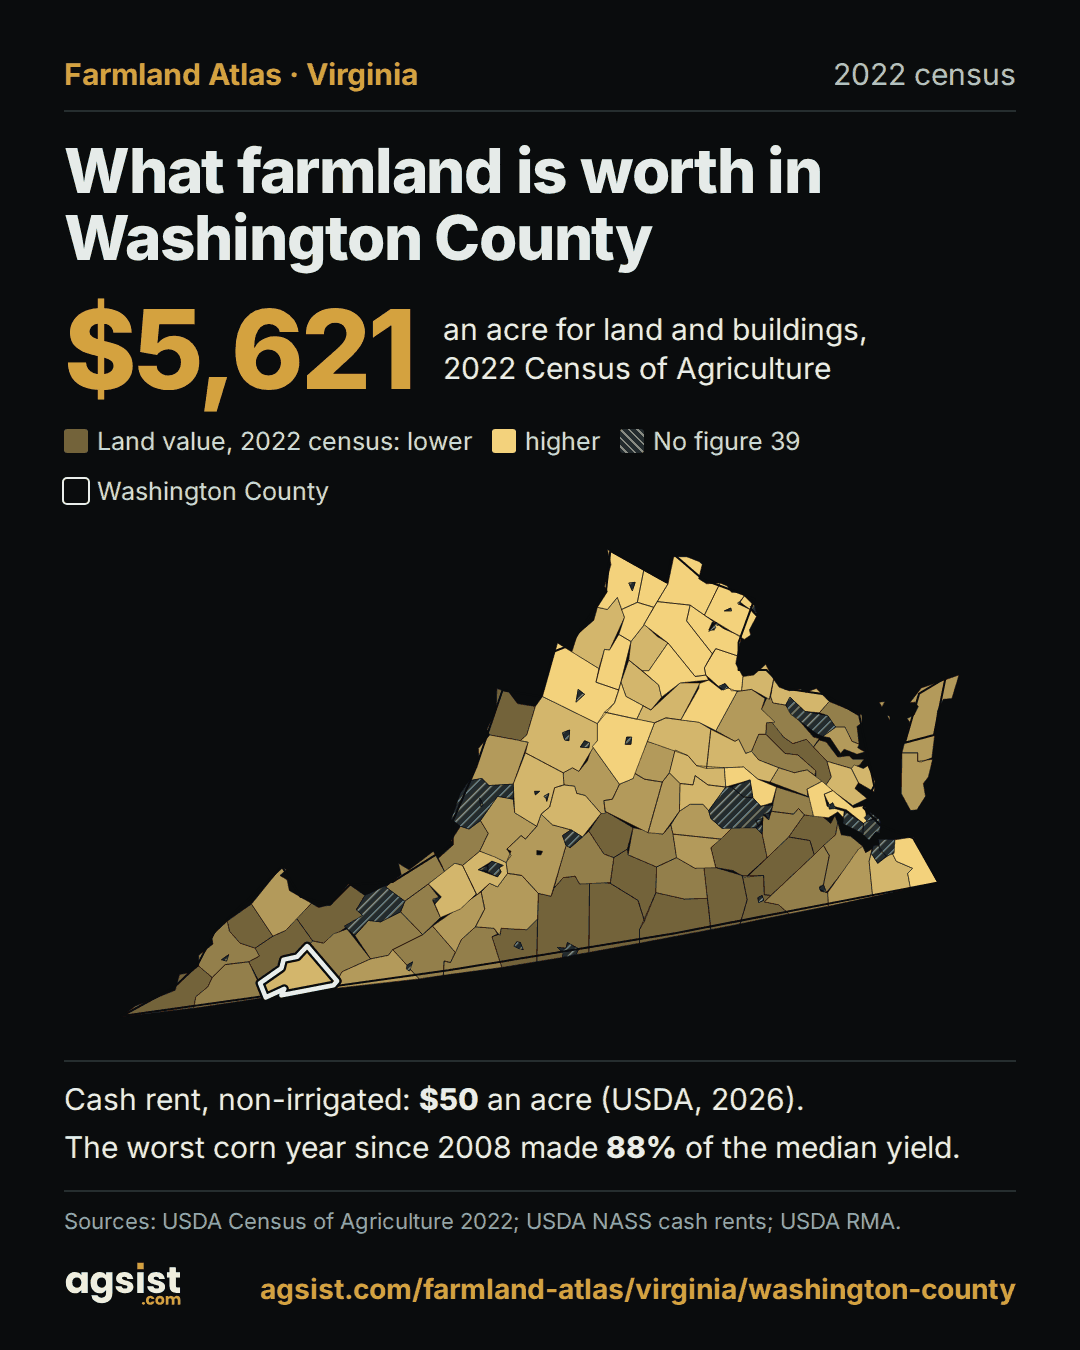 Farmland Atlas · Virginia
2022 census
What farmland is worth in
Washington County
$5,621
an acre for land and buildings,
2022 Census of Agriculture
Land value, 2022 census: lower
higher
No figure 39
Washington County
Cash rent, non-irrigated: $50 an acre (USDA, 2026).
The worst corn year since 2008 made 88% of the median yield.
Sources: USDA Census of Agriculture 2022; USDA NASS cash rents; USDA RMA.
agsist
.com
agsist.com/farmland-atlas/virginia/washington-county